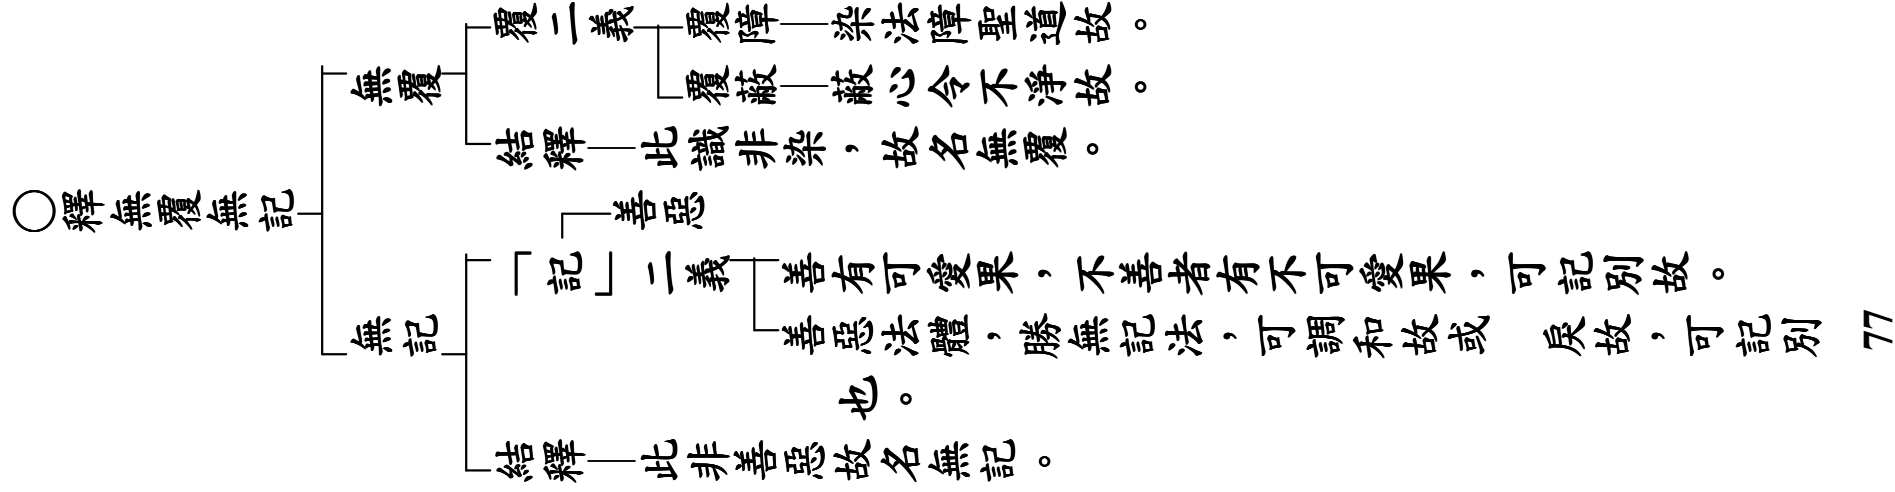 ○釋無覆無記
無覆
覆二義
覆障—染法障聖道故。
覆蔽—蔽心令不淨故。
結釋—此識非染，故名無覆。
無記
善惡
「記」二義
善有可愛果，不善者有不可愛果，可記別故。
善惡法體，勝無記法，可調和故或　戾故，可記別
也。
結釋—此非善惡故名無記。
77